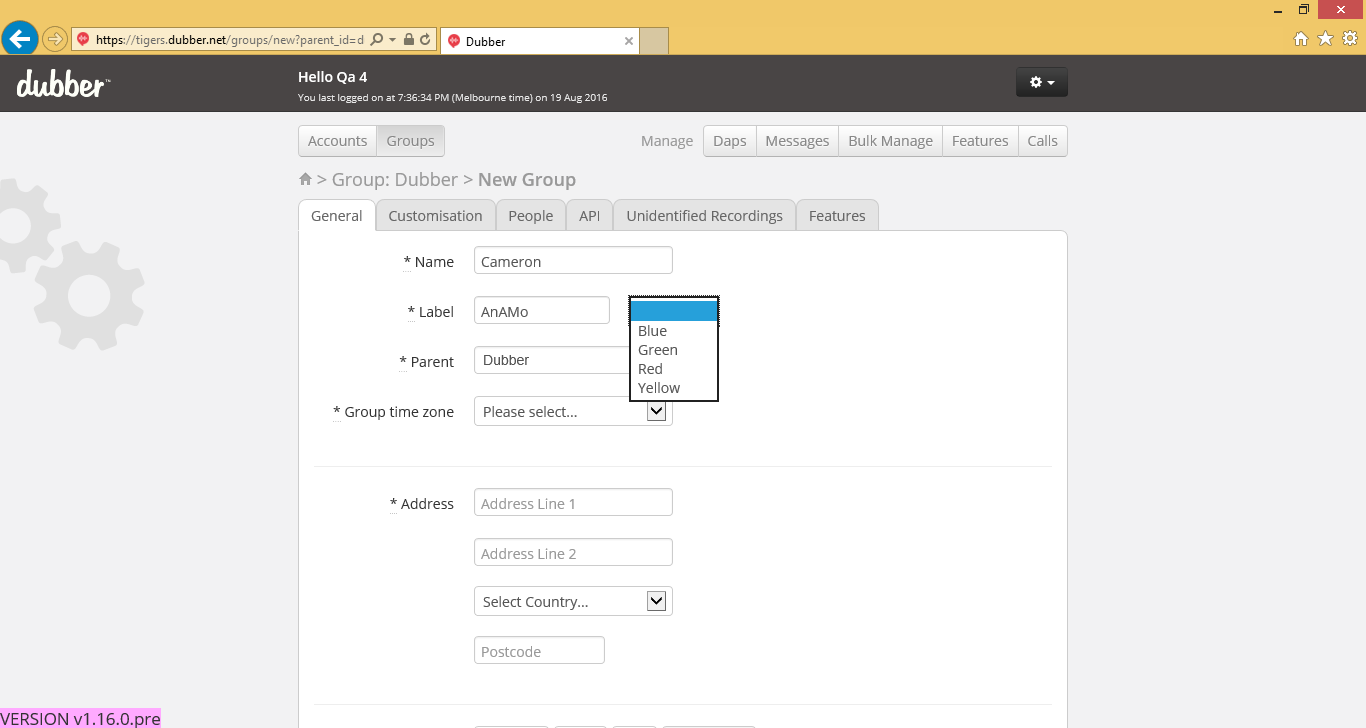 https://tigers.dubber.net/groups/new?parent_id=d
Dubber
dubber™
Hello Qa 4
You last logged on at 7:36:34 PM (Melbourne time) on 19 Aug 2016
Accounts Groups Manage Daps Messages Bulk Manage Features Calls
> Group: Dubber > New Group
General Customisation People API Unidentified Recordings Features
* Name Cameron
* Label AnAMo
Blue
Green
Red
Yellow
* Parent Dubber
* Group time zone Please select...
* Address Address Line 1
Address Line 2
Select Country...
Postcode
VERSION v1.16.0.pre